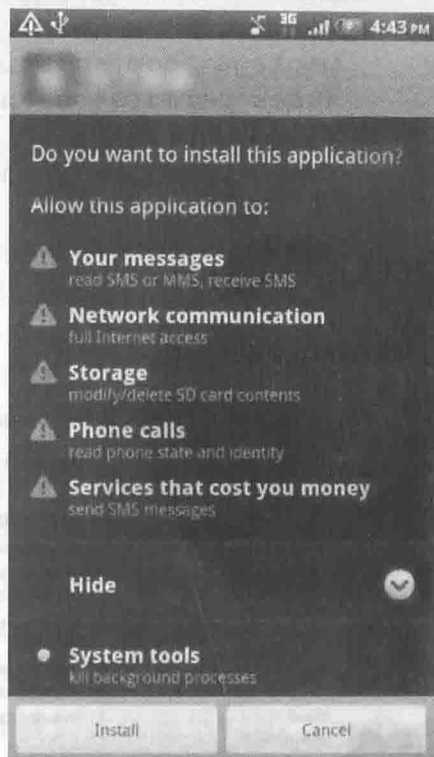 3G 4:43 PM
Do you want to install this application?
Allow this application to:
Your messages
read SMS or MMS, receive SMS
Network communication
full Internet access
Storage
modify/delete SD card contents
Phone calls
read phone state and identity
Services that cost you money
send SMS messages
Hide
System tools
kill background processes
Install Cancel